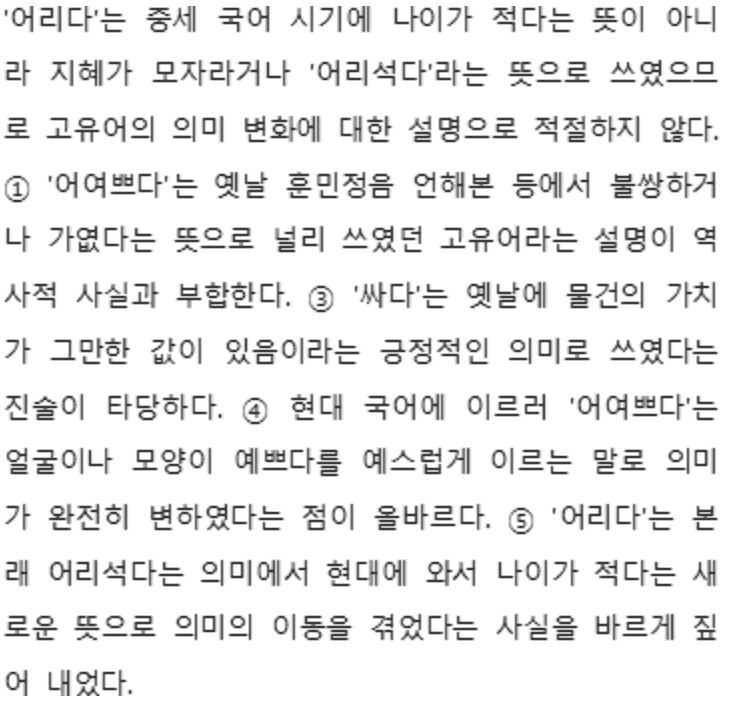 '어리다'는 중세 국어 시기에 나이가 적다는 뜻이 아니
라 지혜가 모자라거나 '어리석다'라는 뜻으로 쓰였으므
로 고유어의 의미 변화에 대한 설명으로 적절하지 않다.
① '어여쁘다'는 옛날 훈민정음 언해본 등에서 불쌍하거
나 가엾다는 뜻으로 널리 쓰였던 고유어라는 설명이 역
사적 사실과 부합한다. ③ '싸다'는 옛날에 물건의 가치
가 그만한 값이 있음이라는 긍정적인 의미로 쓰였다는
진술이 타당하다. ④ 현대 국어에 이르러 '어여쁘다'는
얼굴이나 모양이 예쁘다를 예스럽게 이르는 말로 의미
가 완전히 변하였다는 점이 올바르다. ⑤ '어리다'는 본
래 어리석다는 의미에서 현대에 와서 나이가 적다는 새
로운 뜻으로 의미의 이동을 겪었다는 사실을 바르게 짚
어 내었다.